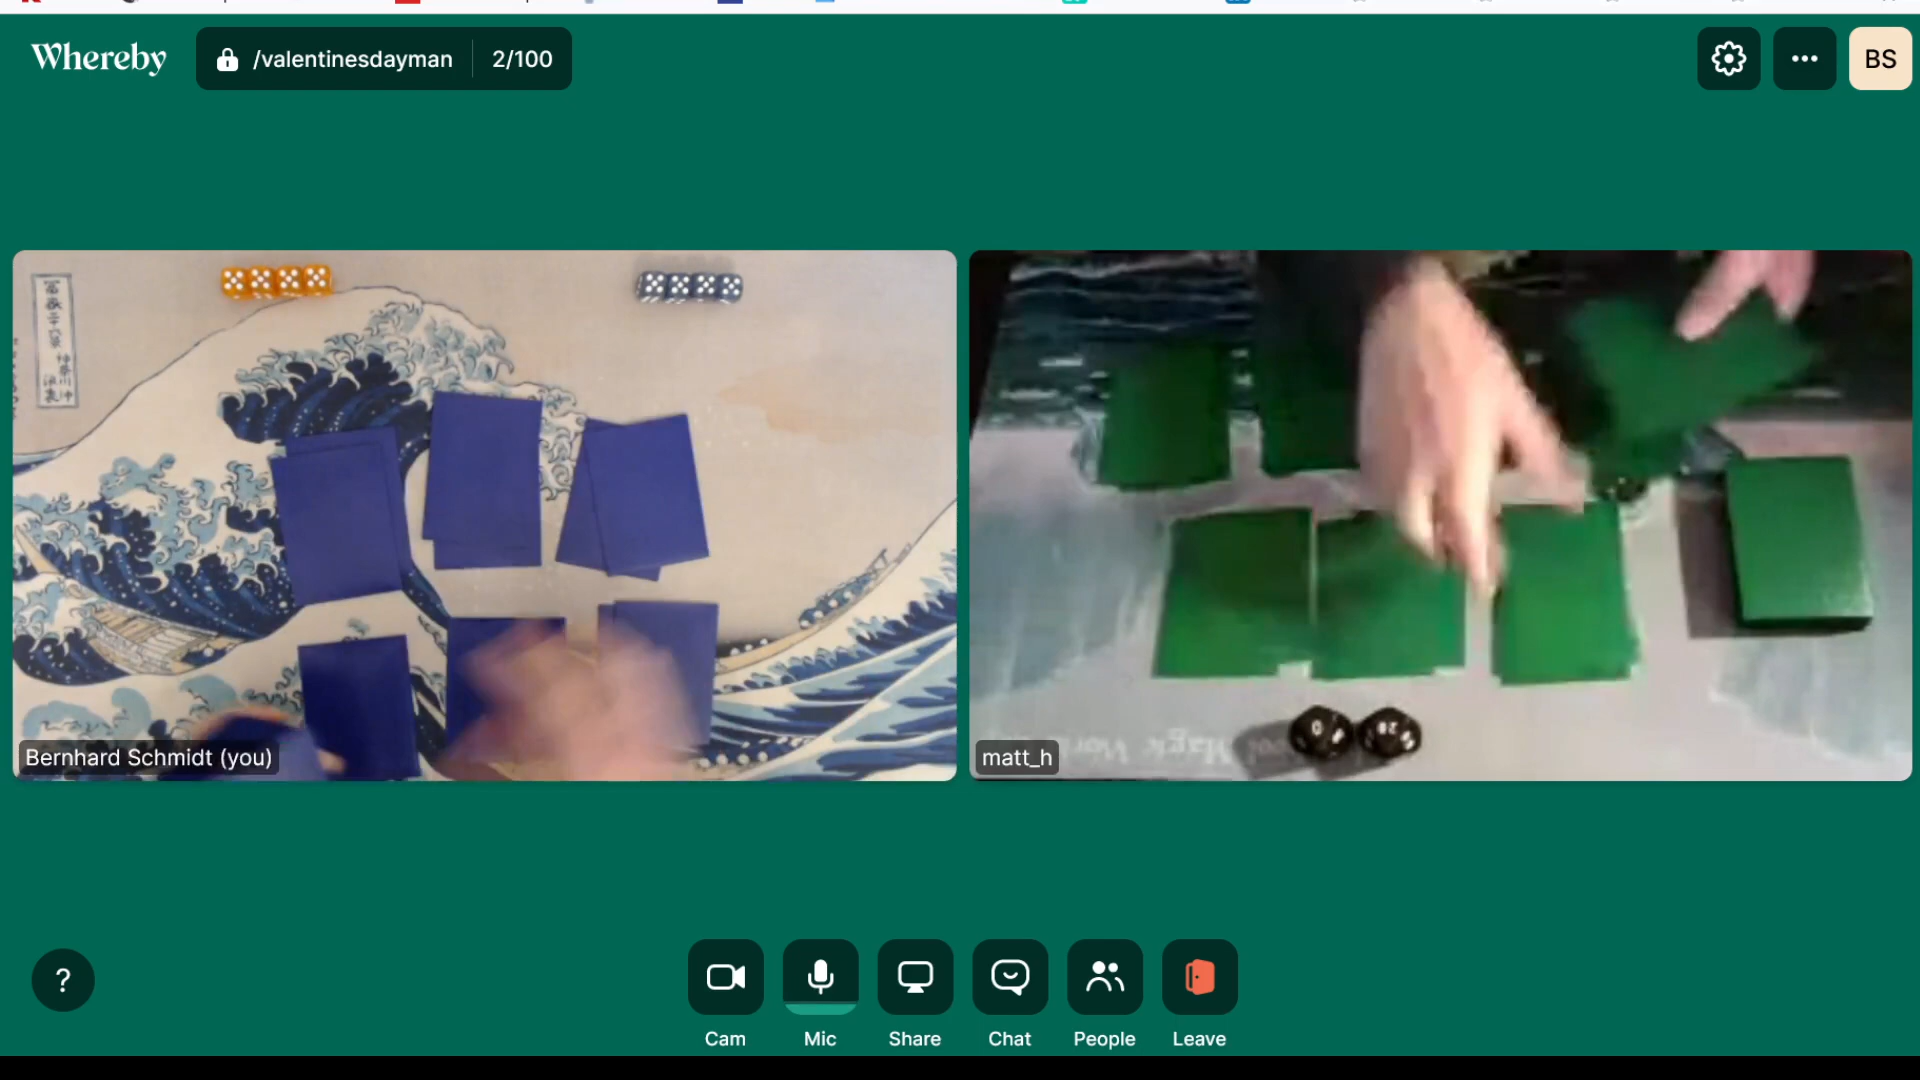 Whereby
/valentinesdayman
2/100
BS
Bernhard Schmidt (you)
matt_h
?
Cam
Mic
Share
Chat
People
Leave